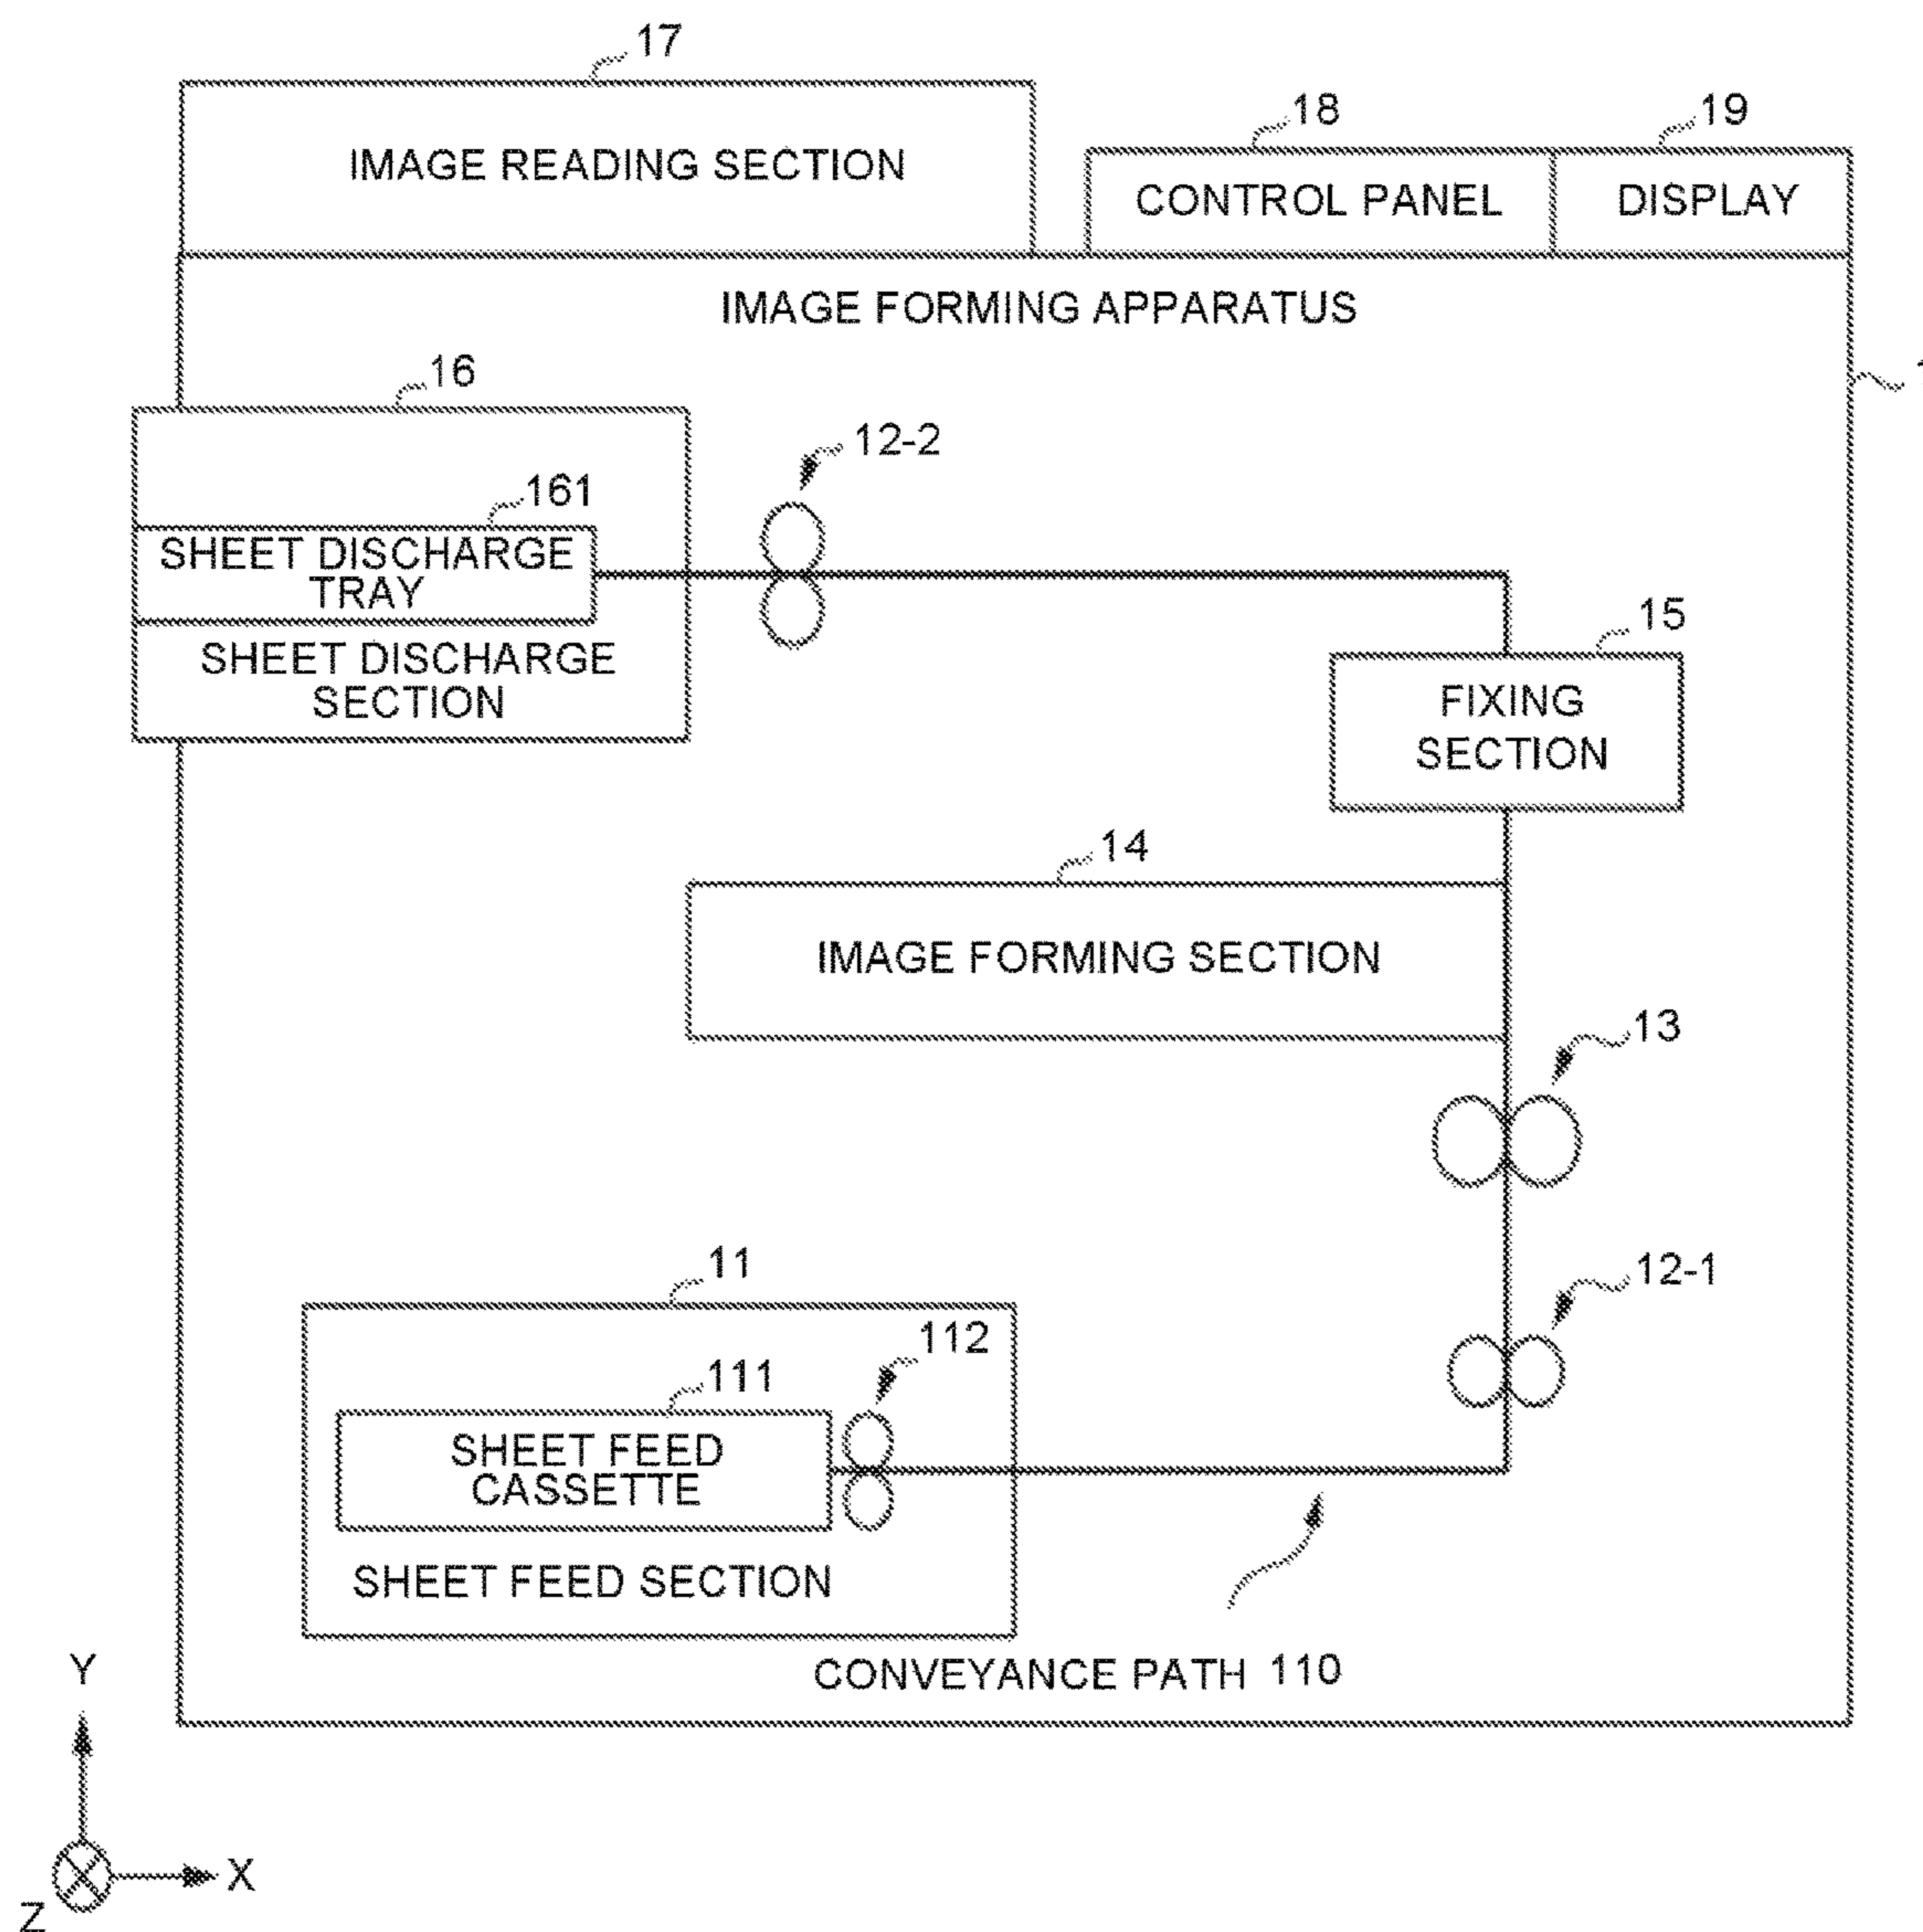 17
IMAGE READING SECTION
18
19
CONTROL PANEL
DISPLAY
IMAGE FORMING APPARATUS
16
12-2
161
SHEET DISCHARGE
TRAY
SHEET DISCHARGE
SECTION
15
FIXING
SECTION
14
IMAGE FORMING SECTION
13
11
12-1
112
111
SHEET FEED
CASSETTE
SHEET FEED SECTION
CONVEYANCE PATH 110
Y
X
Z